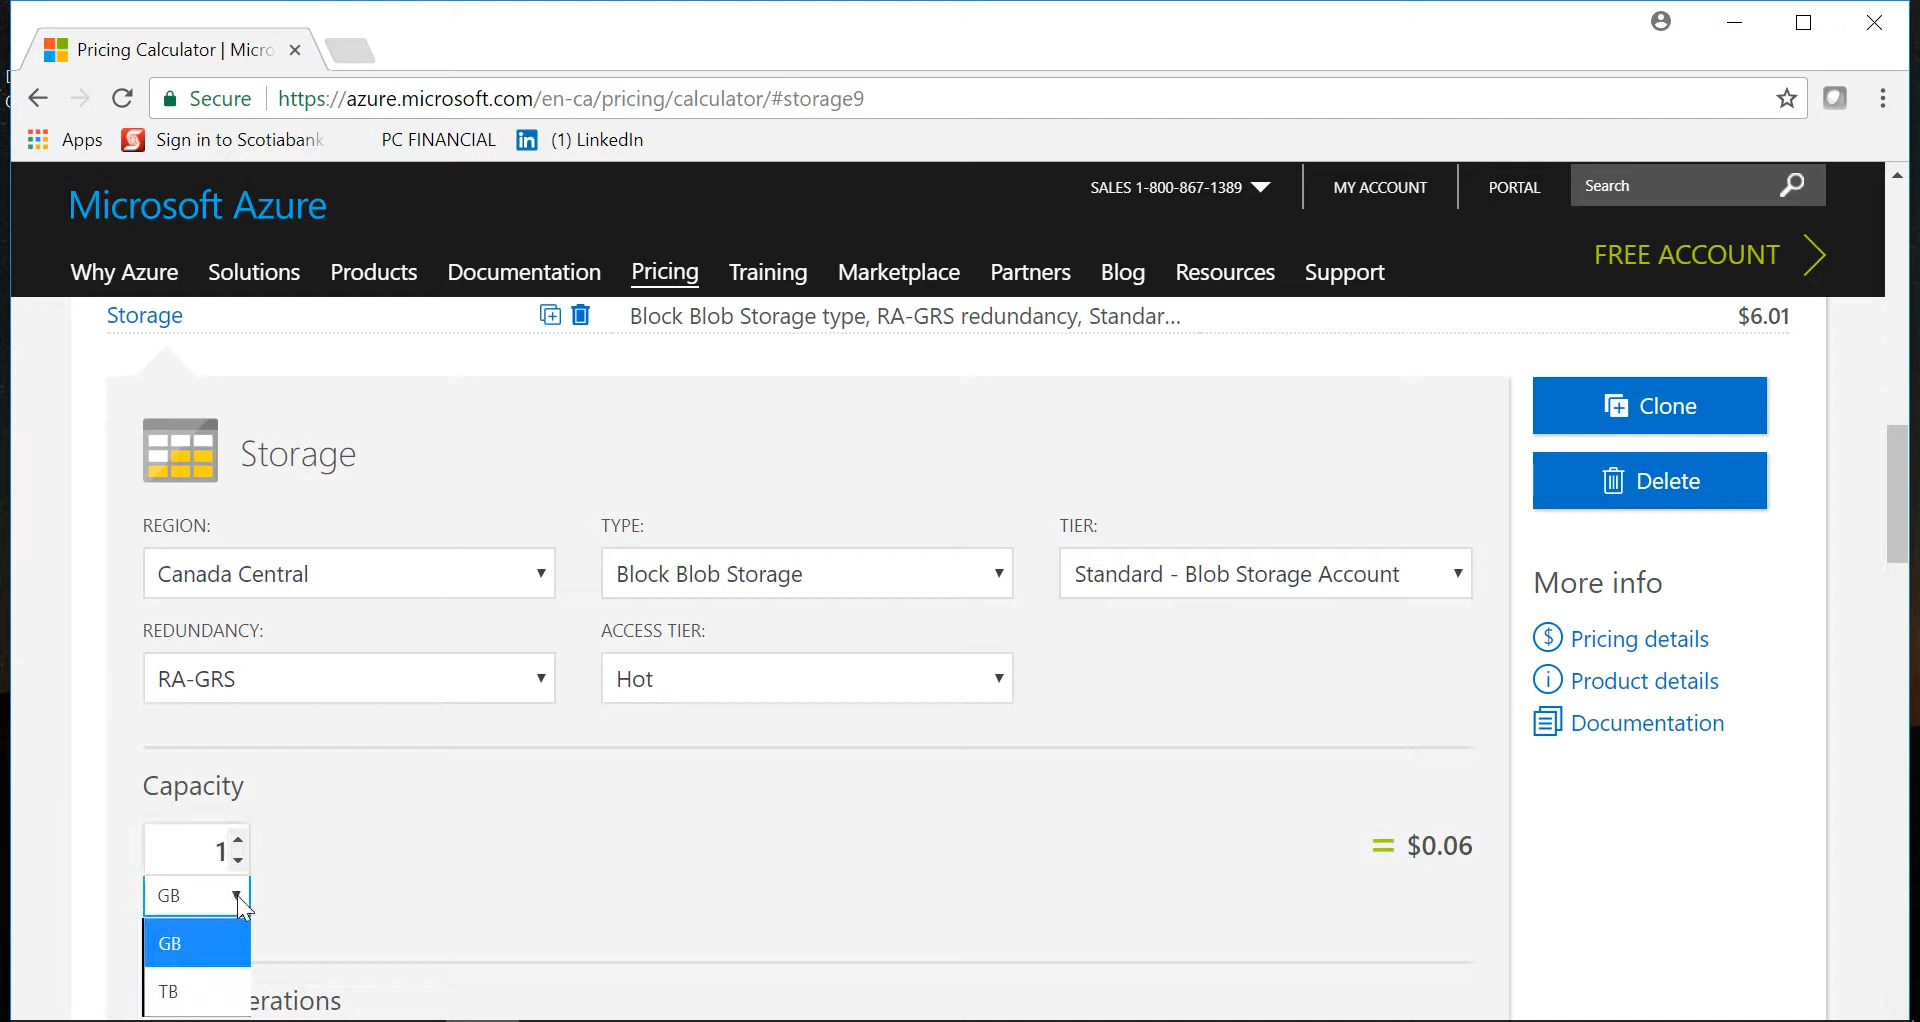 Pricing Calculator | Micro
Secure https://azure.microsoft.com/en-ca/pricing/calculator/#storage9
Apps Sign in to Scotiabank PC FINANCIAL (1) LinkedIn
SALES 1-800-867-1389 MY ACCOUNT PORTAL Search
Microsoft Azure
FREE ACCOUNT
Why Azure Solutions Products Documentation Pricing Training Marketplace Partners Blog Resources Support
Storage Block Blob Storage type, RA-GRS redundancy, Standar... $6.01
Clone
Storage
Delete
REGION: TYPE: TIER:
Canada Central Block Blob Storage Standard - Blob Storage Account
More info
REDUNDANCY: ACCESS TIER:
Pricing details
RA-GRS Hot
Product details
Documentation
Capacity
1 = $0.06
GB
GB
TB
erations